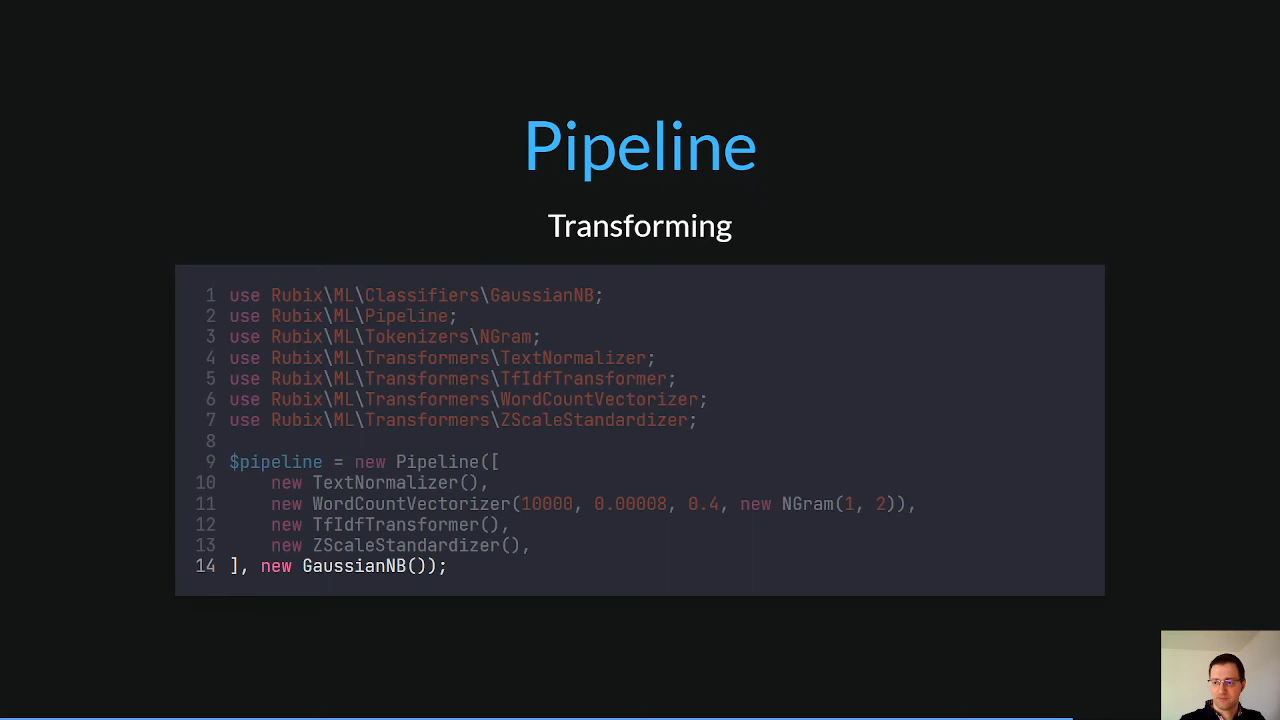 Pipeline
Transforming
1 use Rubix\ML\Classifiers\GaussianNB;
2 use Rubix\ML\Pipeline;
3 use Rubix\ML\Tokenizers\NGram;
4 use Rubix\ML\Transformers\TextNormalizer;
5 use Rubix\ML\Transformers\TfIdfTransformer;
6 use Rubix\ML\Transformers\WordCountVectorizer;
7 use Rubix\ML\Transformers\ZScaleStandardizer;
8
9 $pipeline = new Pipeline([
10     new TextNormalizer(),
11     new WordCountVectorizer(10000, 0.00008, 0.4, new NGram(1, 2)),
12     new TfIdfTransformer(),
13     new ZScaleStandardizer(),
14 ], new GaussianNB());